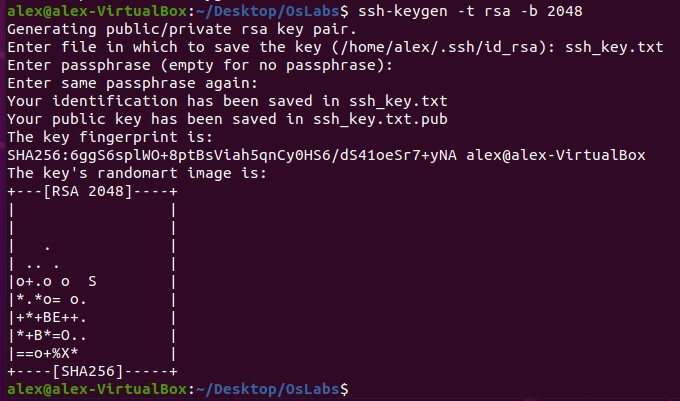 alex@alex-VirtualBox:~/Desktop/OsLabs$ ssh-keygen -t rsa -b 2048
Generating public/private rsa key pair.
Enter file in which to save the key (/home/alex/.ssh/id_rsa): ssh_key.txt
Enter passphrase (empty for no passphrase):
Enter same passphrase again:
Your identification has been saved in ssh_key.txt
Your public key has been saved in ssh_key.txt.pub
The key fingerprint is:
SHA256:6ggS6splWO+8ptBsViah5qnCy0HS6/dS41oeSr7+yNA alex@alex-VirtualBox
The key's randomart image is:
+---[RSA 2048]----+
|                 |
|                 |
|   .             |
| .. .            |
|o+.o o  S        |
|*.*o= o.         |
|+*+BE++.         |
|*+B*=O..         |
|==o+%X*          |
+----[SHA256]-----+
alex@alex-VirtualBox:~/Desktop/OsLabs$